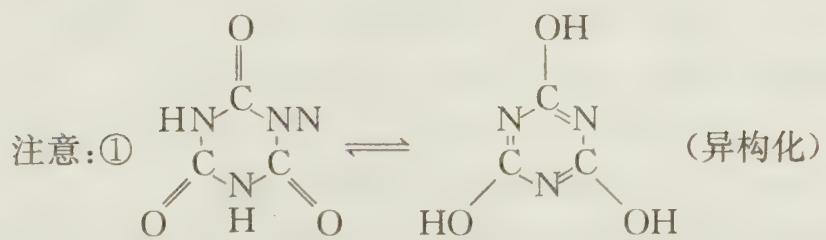 O OH
HN C NN N C N
注意:① ⇌ (异构化)
C N C C N C
O H O HO OH